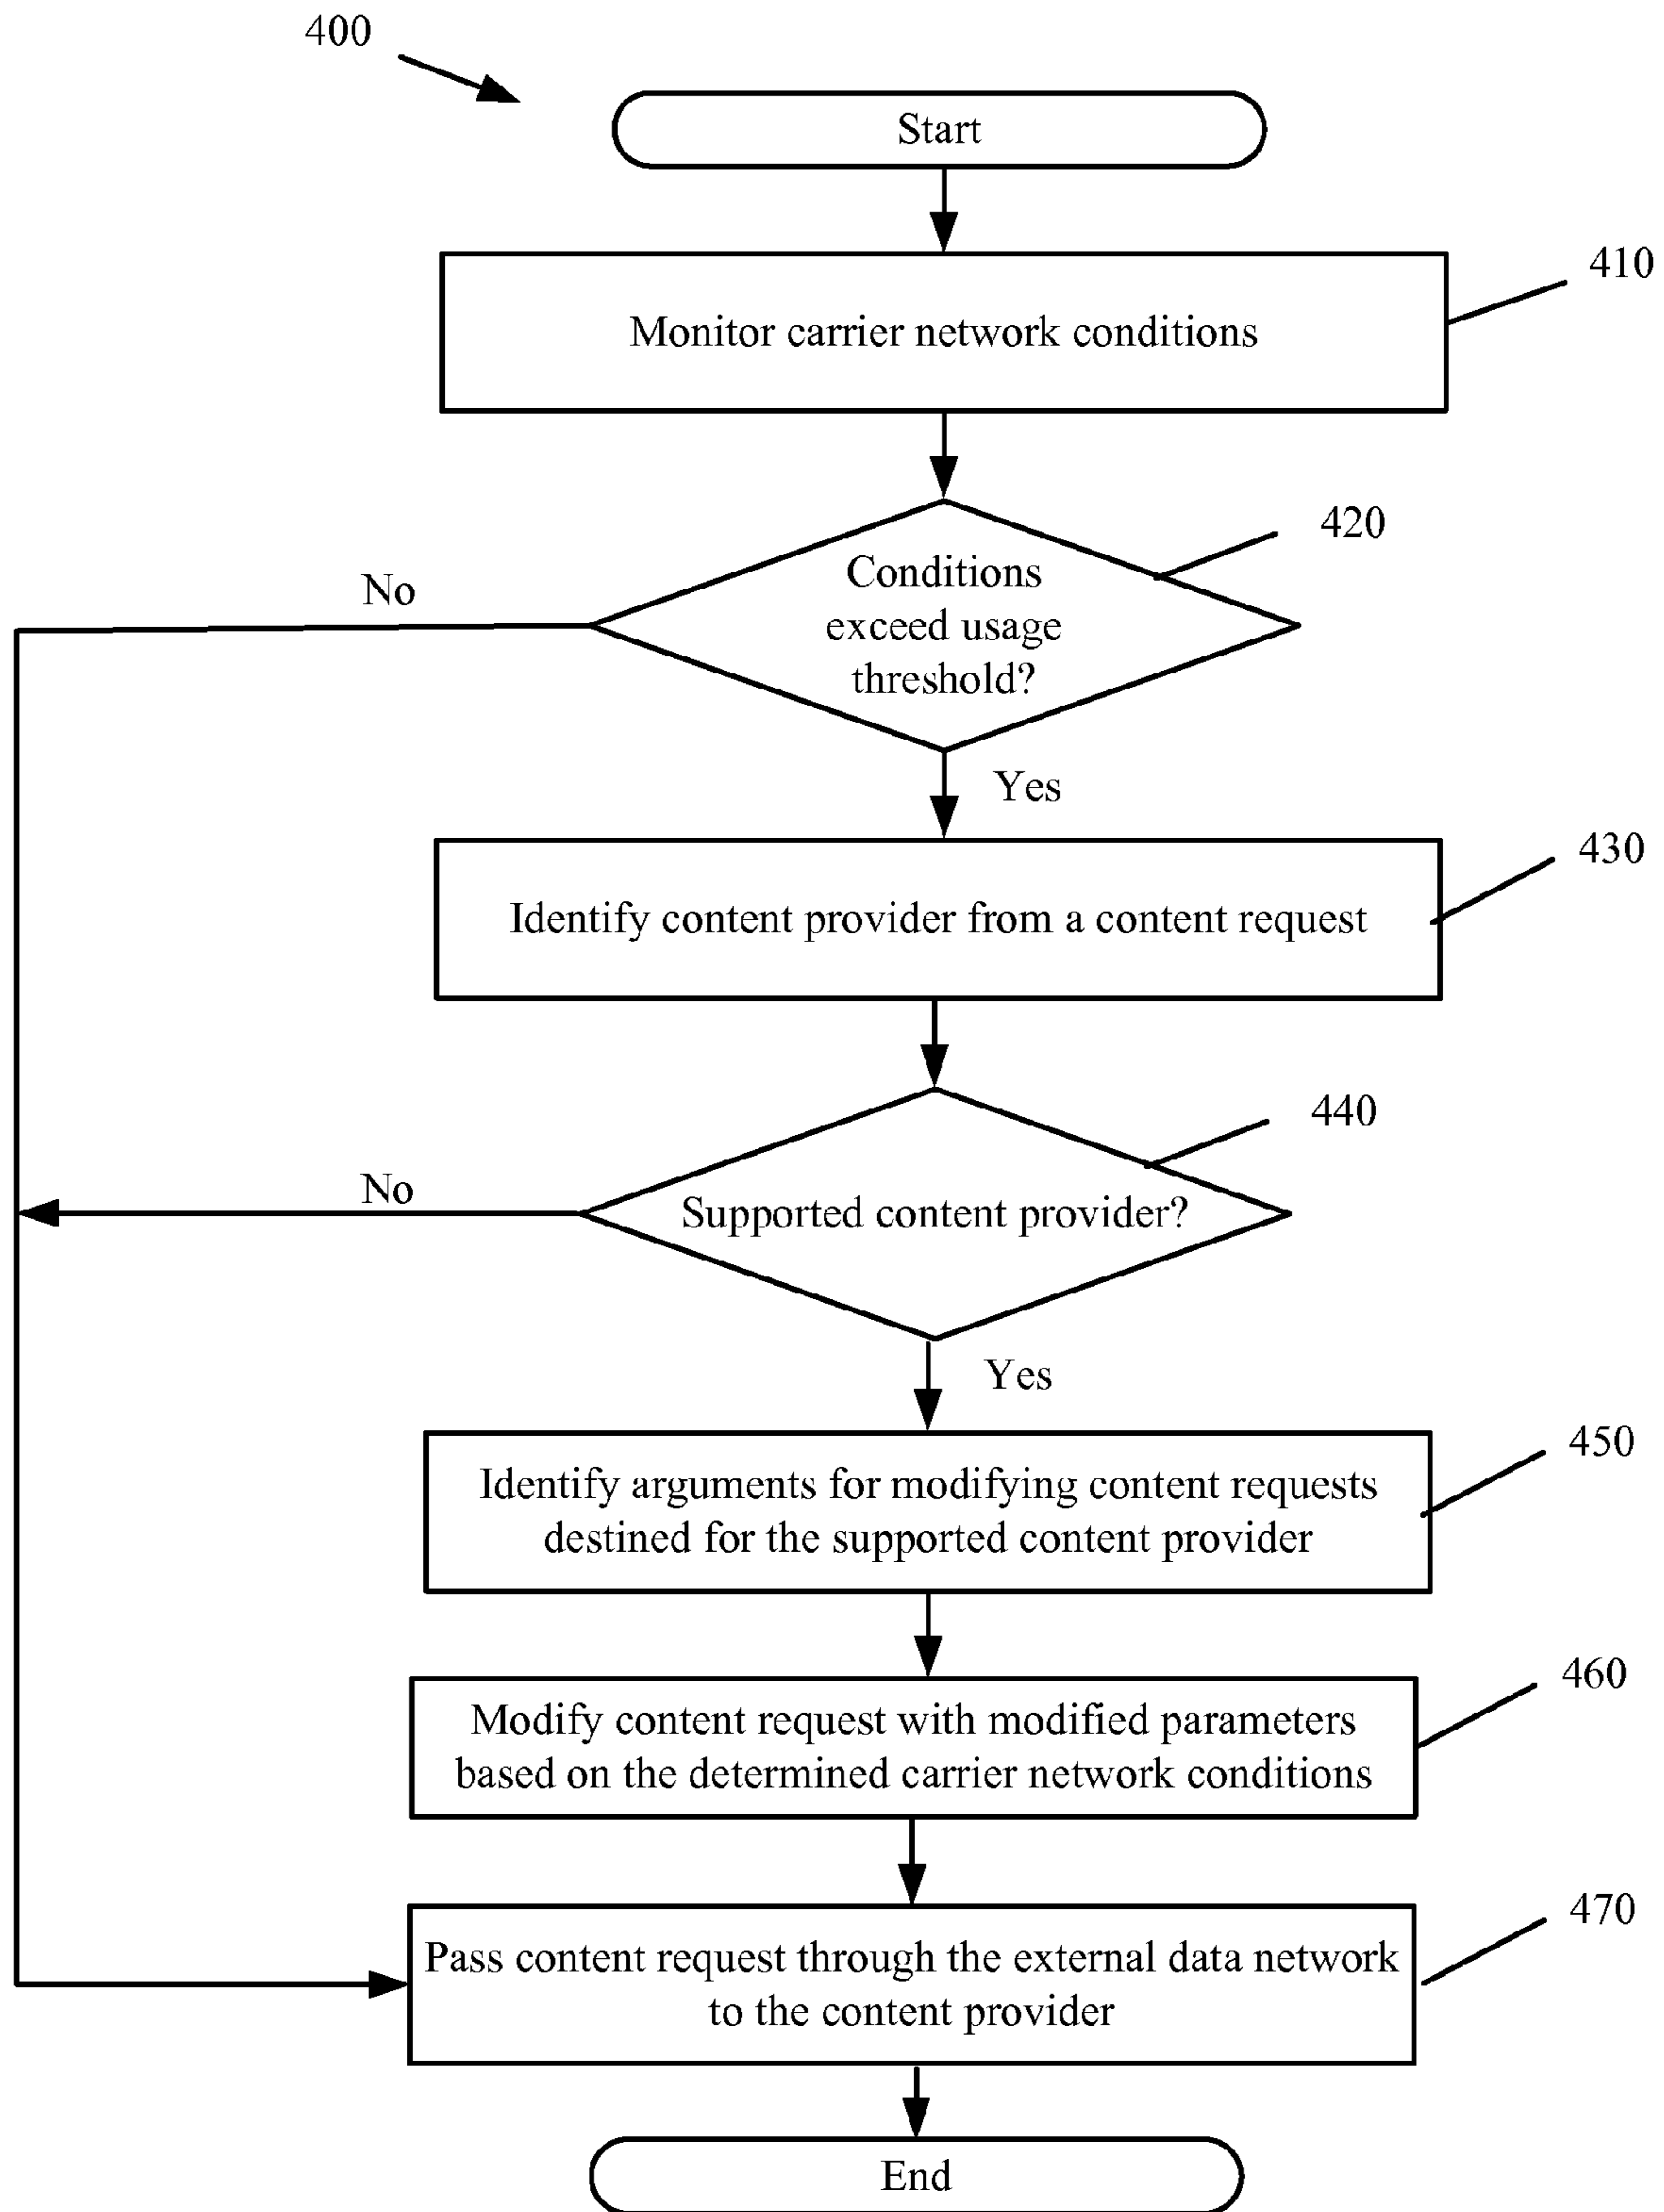 400
Start
410
Monitor carrier network conditions
420
Conditions
exceed usage
threshold?
No
Yes
430
Identify content provider from a content request
440
Supported content provider?
No
Yes
450
Identify arguments for modifying content requests
destined for the supported content provider
460
Modify content request with modified parameters
based on the determined carrier network conditions
470
Pass content request through the external data network
to the content provider
End